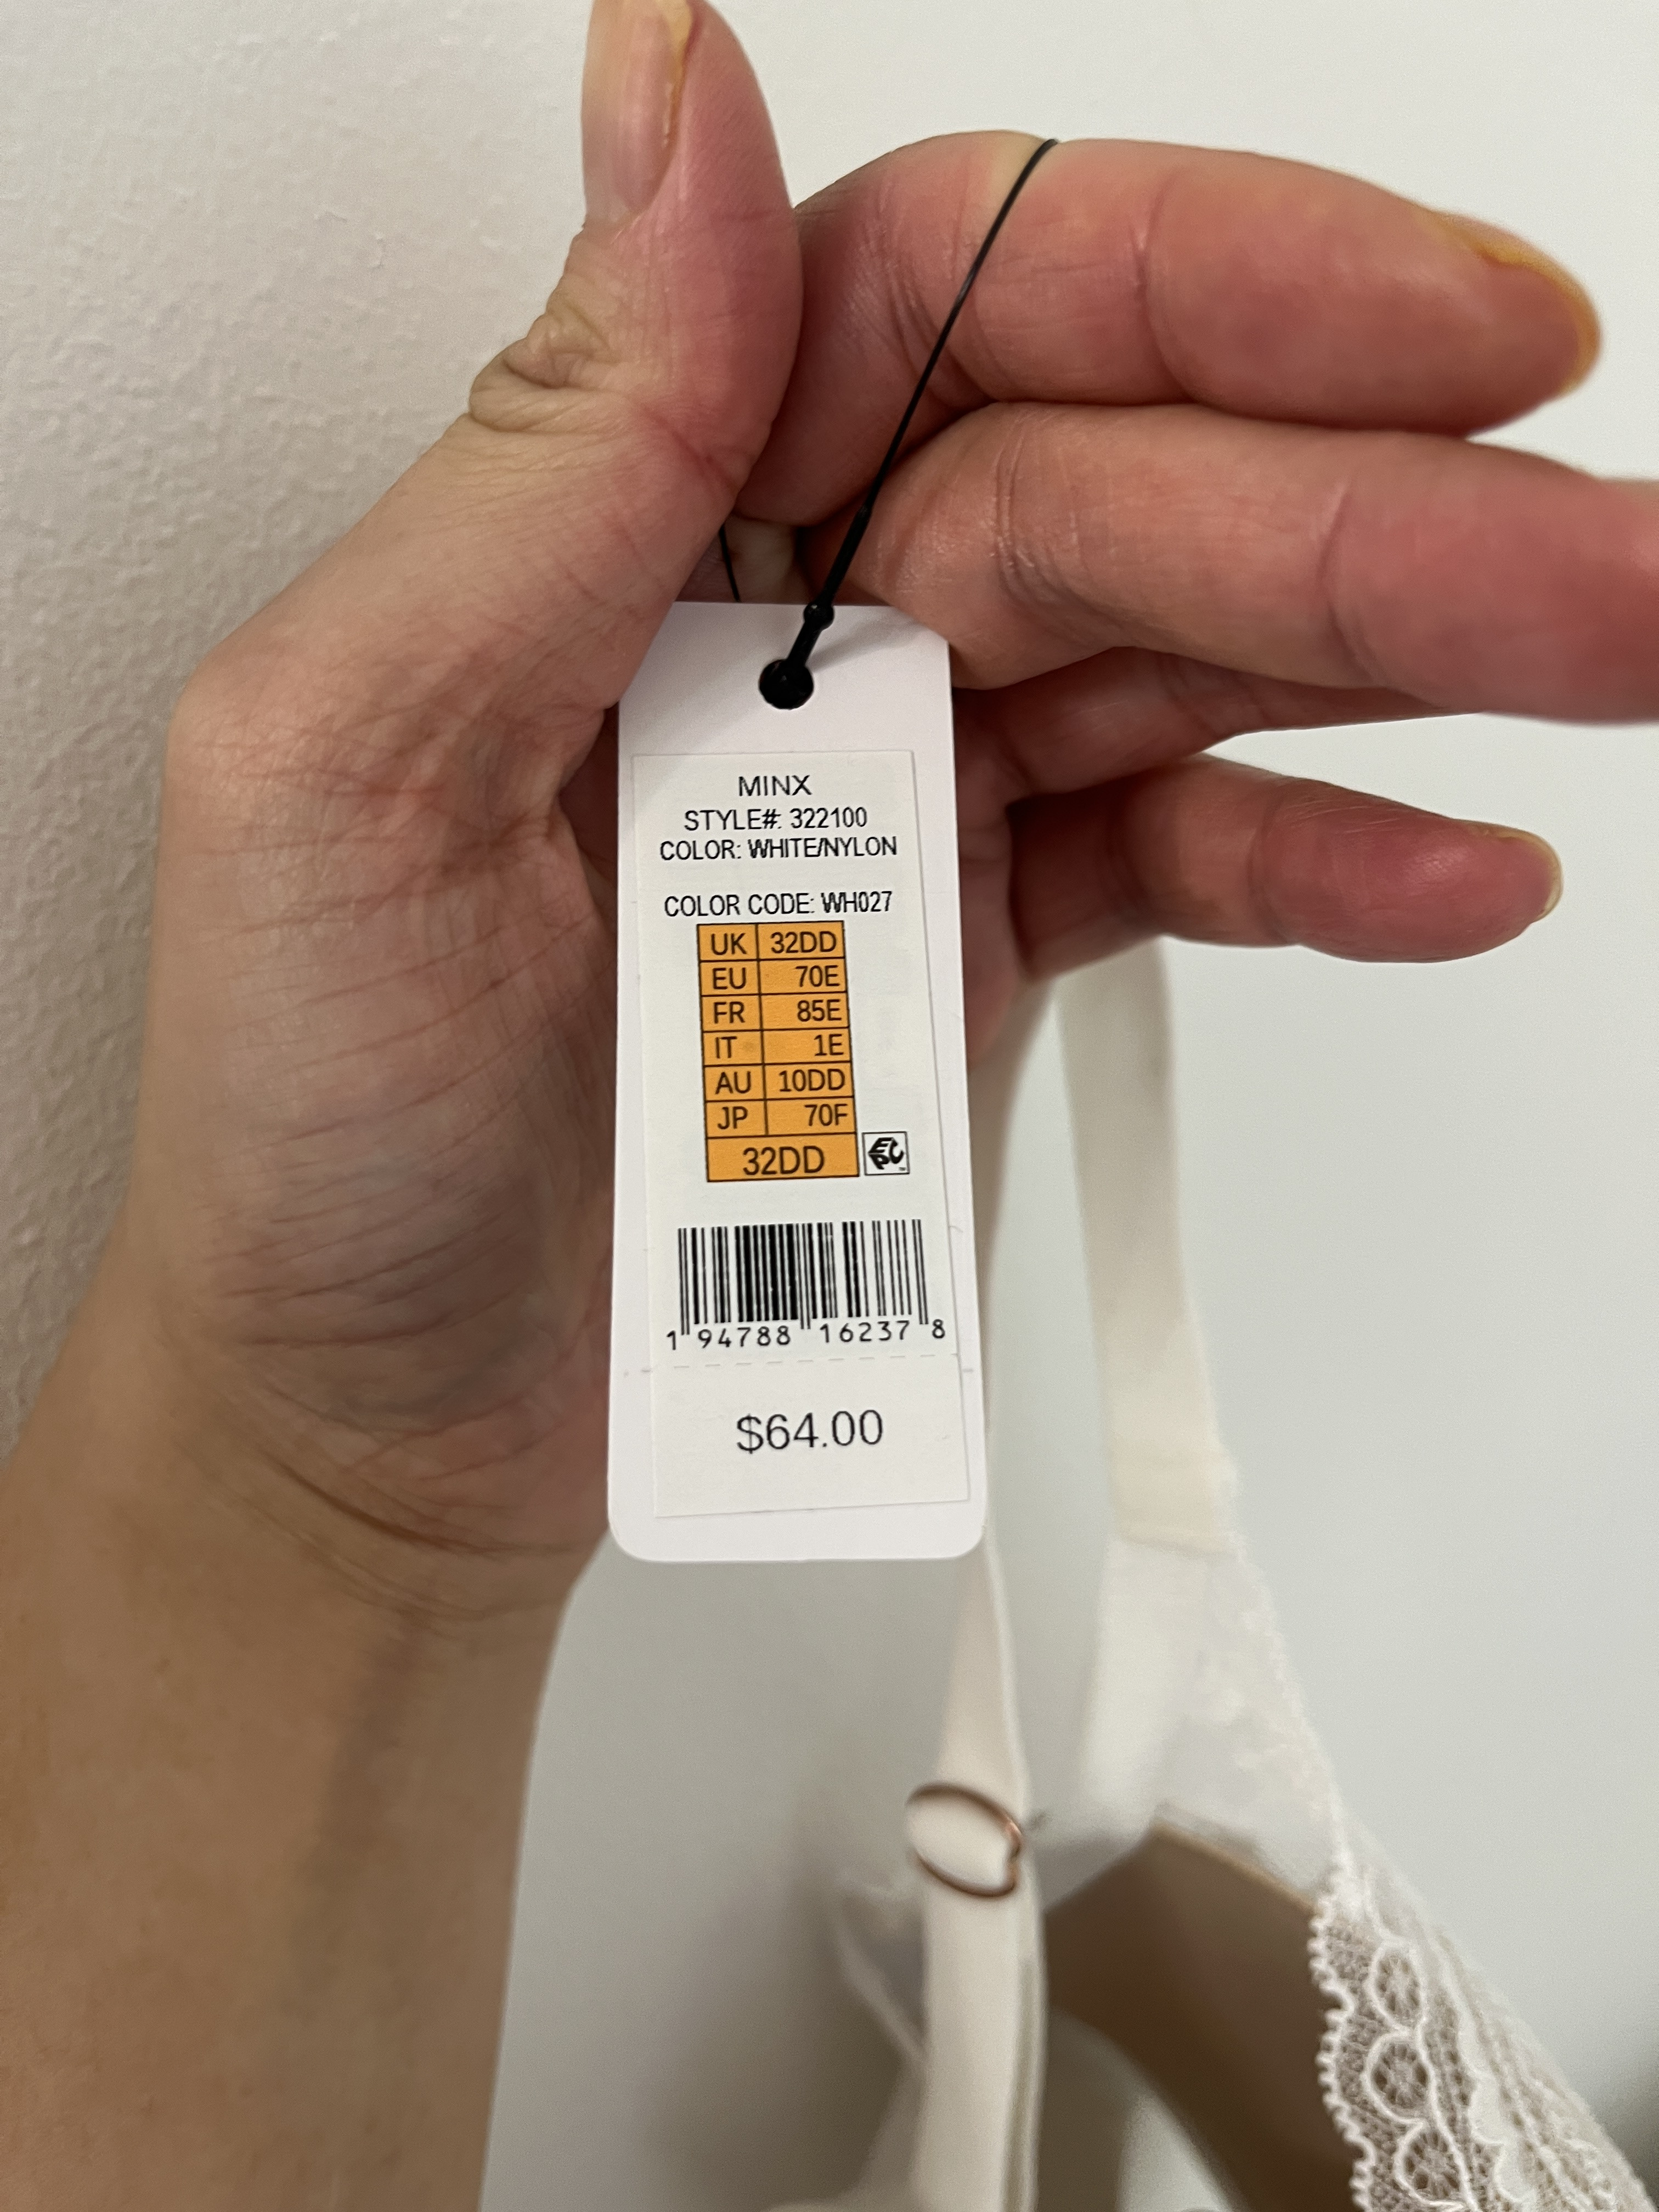 MINX
STYLE#: 322100
COLOR: WHITE/NYLON
COLOR CODE: WH027
UK 32DD
EU 70E
FR 85E
IT 1E
AU 10DD
JP 70F
32DD
EPC
1 94788 16237 8
$64.00